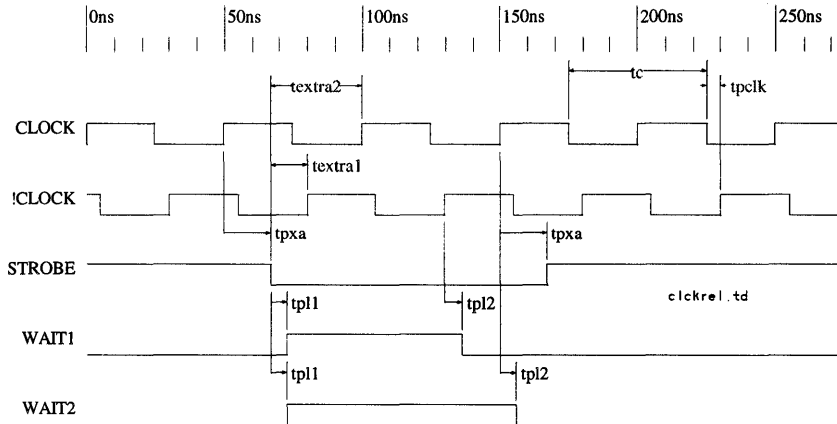 0ns 50ns 100ns 150ns 200ns 250ns
textra2 tc tpclk
CLOCK
textra1
!CLOCK
tpxa tpxa
STROBE
clckrel.td
tpl1 tpl2
WAIT1
tpl1 tpl2
WAIT2